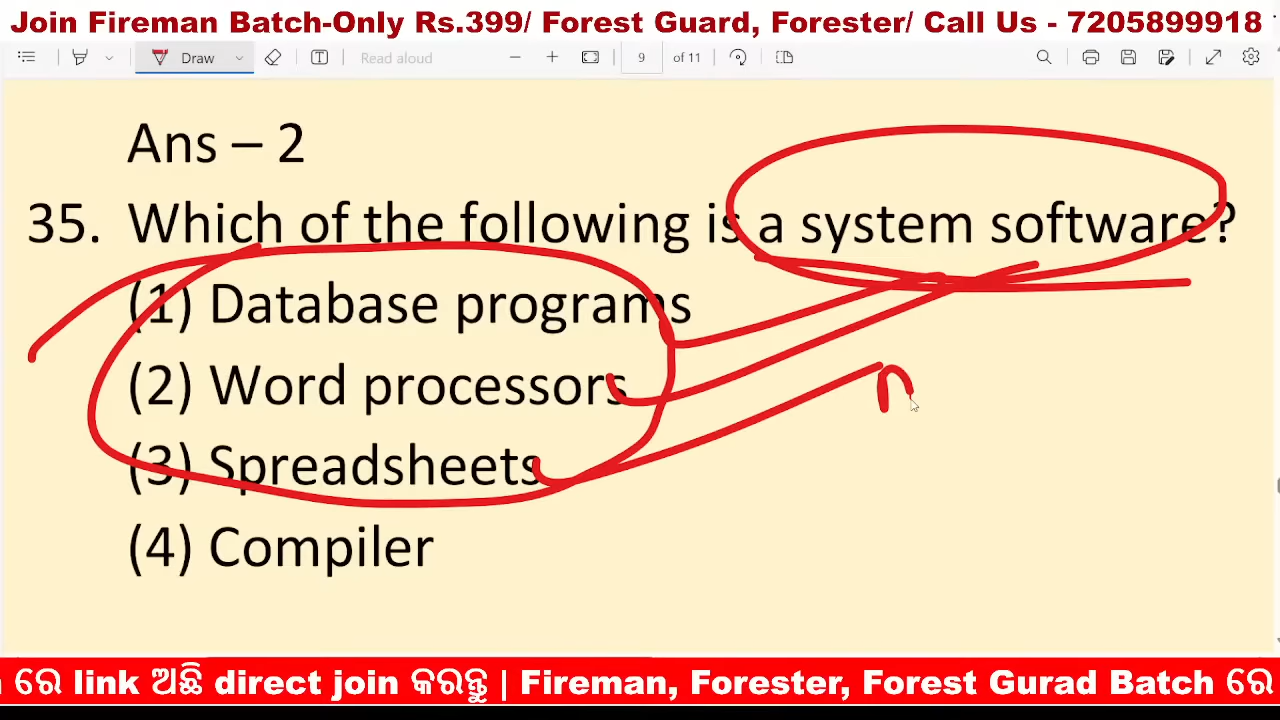 Join Fireman Batch-Only Rs.399/ Forest Guard, Forester/ Call Us - 7205899918
Draw Read aloud 9 of 11
Ans – 2
35. Which of the following is a system software?
(1) Database programs
(2) Word processors
(3) Spreadsheets
(4) Compiler
n
ରେ link ଅଛି direct join କରନ୍ତୁ | Fireman, Forester, Forest Gurad Batch ରେ